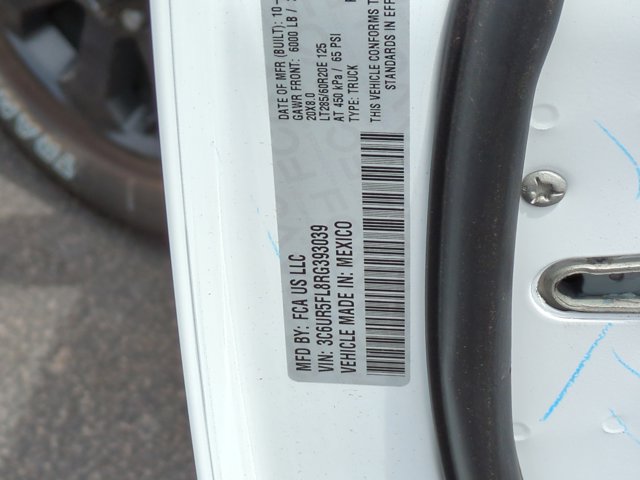 MFD BY: FCA US LLC
DATE OF MFR (BUILT): 10-
GAWR FRONT: 6000 LB /
20X8.0
LT285/60R20E 125
AT 450 kPa / 65 PSI
TYPE: TRUCK
THIS VEHICLE CONFORMS T
STANDARDS IN EFF
VIN: 3C6UR5FL8RG393039
VEHICLE MADE IN: MEXICO